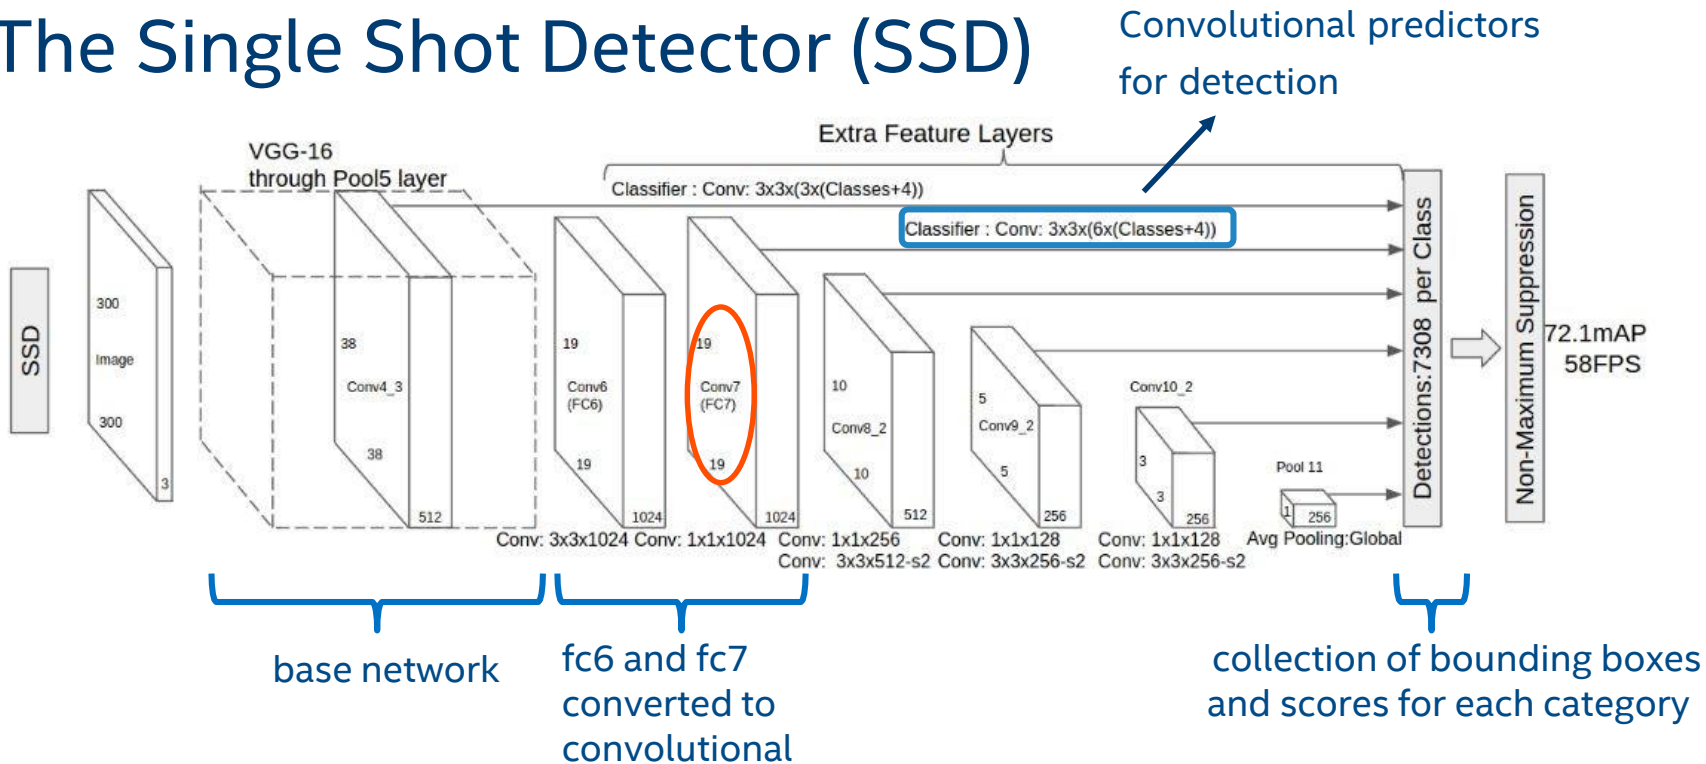 The Single Shot Detector (SSD)
Convolutional predictors
for detection
Extra Feature Layers
VGG-16
through Pool5 layer
Classifier : Conv: 3x3x(3x(Classes+4))
Classifier : Conv: 3x3x(6x(Classes+4))
SSD
300
Image
300
3
38
Conv4_3
38
512
19
Conv6
(FC6)
19
1024
19
Conv7
(FC7)
19
1024
10
Conv8_2
10
512
5
Conv9_2
5
256
Conv10_2
3
3
256
Pool 11
1
256
Detections:7308 per Class
Non-Maximum Suppression
72.1mAP
58FPS
Conv: 3x3x1024 Conv: 1x1x1024 Conv: 1x1x256 Conv: 1x1x128 Conv: 1x1x128 Avg Pooling:Global
Conv: 3x3x512-s2 Conv: 3x3x256-s2 Conv: 3x3x256-s2
base network
fc6 and fc7
converted to
convolutional
collection of bounding boxes
and scores for each category